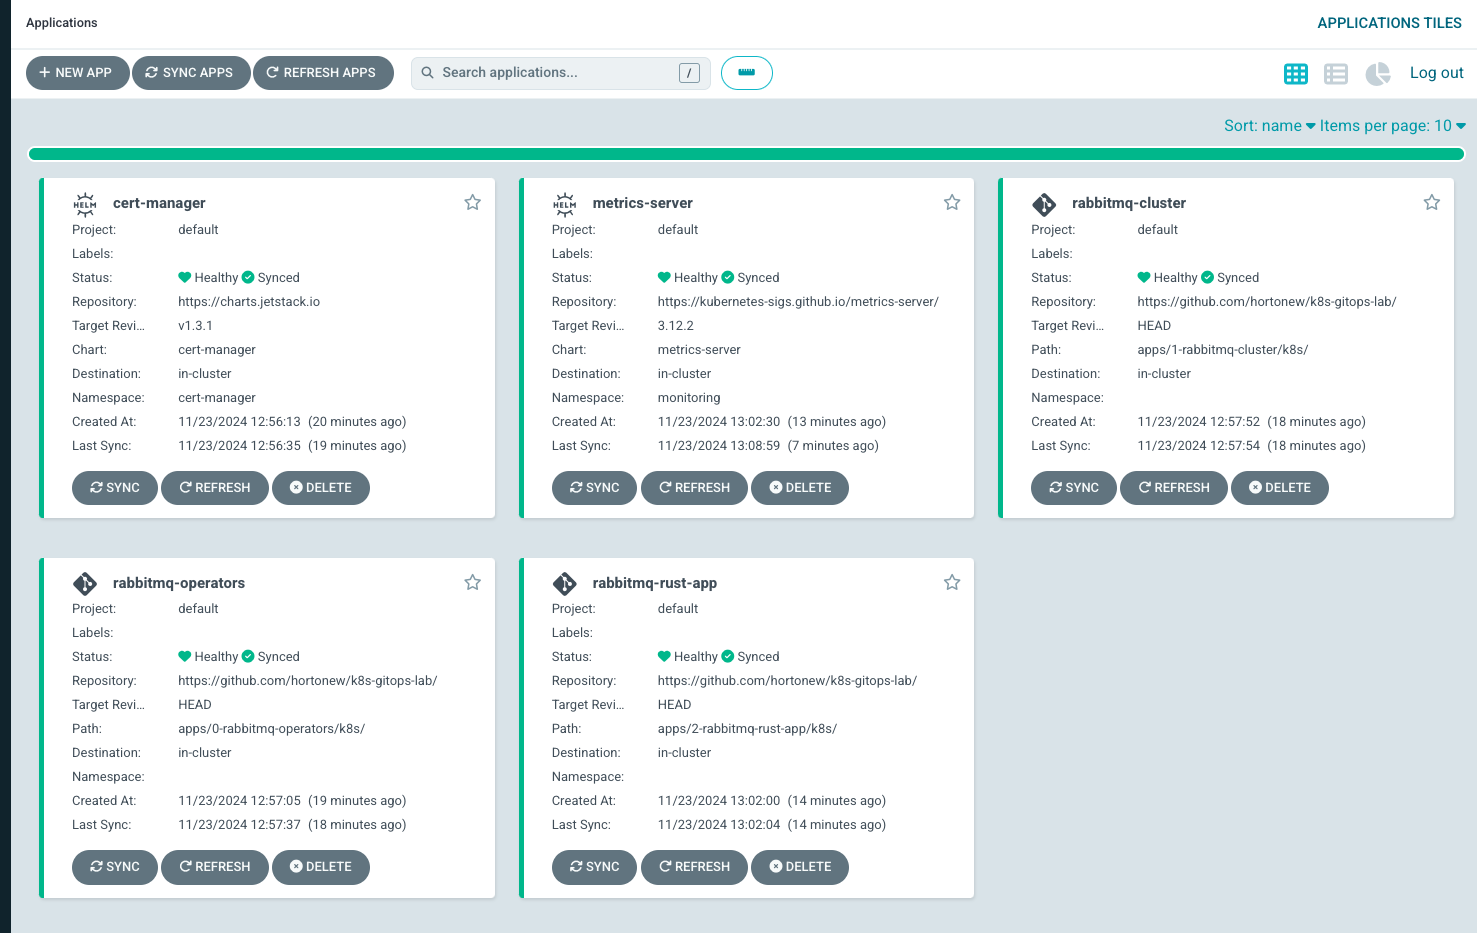 Applications
APPLICATIONS TILES
NEW APP SYNC APPS REFRESH APPS Search applications... / Log out
Sort: name Items per page: 10
HELM cert-manager
Project: default
Labels:
Status: Healthy Synced
Repository: https://charts.jetstack.io
Target Revi... v1.3.1
Chart: cert-manager
Destination: in-cluster
Namespace: cert-manager
Created At: 11/23/2024 12:56:13 (20 minutes ago)
Last Sync: 11/23/2024 12:56:35 (19 minutes ago)
SYNC REFRESH DELETE
HELM metrics-server
Project: default
Labels:
Status: Healthy Synced
Repository: https://kubernetes-sigs.github.io/metrics-server/
Target Revi... 3.12.2
Chart: metrics-server
Destination: in-cluster
Namespace: monitoring
Created At: 11/23/2024 13:02:30 (13 minutes ago)
Last Sync: 11/23/2024 13:08:59 (7 minutes ago)
SYNC REFRESH DELETE
rabbitmq-cluster
Project: default
Labels:
Status: Healthy Synced
Repository: https://github.com/hortonew/k8s-gitops-lab/
Target Revi... HEAD
Path: apps/1-rabbitmq-cluster/k8s/
Destination: in-cluster
Namespace:
Created At: 11/23/2024 12:57:52 (18 minutes ago)
Last Sync: 11/23/2024 12:57:54 (18 minutes ago)
SYNC REFRESH DELETE
rabbitmq-operators
Project: default
Labels:
Status: Healthy Synced
Repository: https://github.com/hortonew/k8s-gitops-lab/
Target Revi... HEAD
Path: apps/0-rabbitmq-operators/k8s/
Destination: in-cluster
Namespace:
Created At: 11/23/2024 12:57:05 (19 minutes ago)
Last Sync: 11/23/2024 12:57:37 (18 minutes ago)
SYNC REFRESH DELETE
rabbitmq-rust-app
Project: default
Labels:
Status: Healthy Synced
Repository: https://github.com/hortonew/k8s-gitops-lab/
Target Revi... HEAD
Path: apps/2-rabbitmq-rust-app/k8s/
Destination: in-cluster
Namespace:
Created At: 11/23/2024 13:02:00 (14 minutes ago)
Last Sync: 11/23/2024 13:02:04 (14 minutes ago)
SYNC REFRESH DELETE